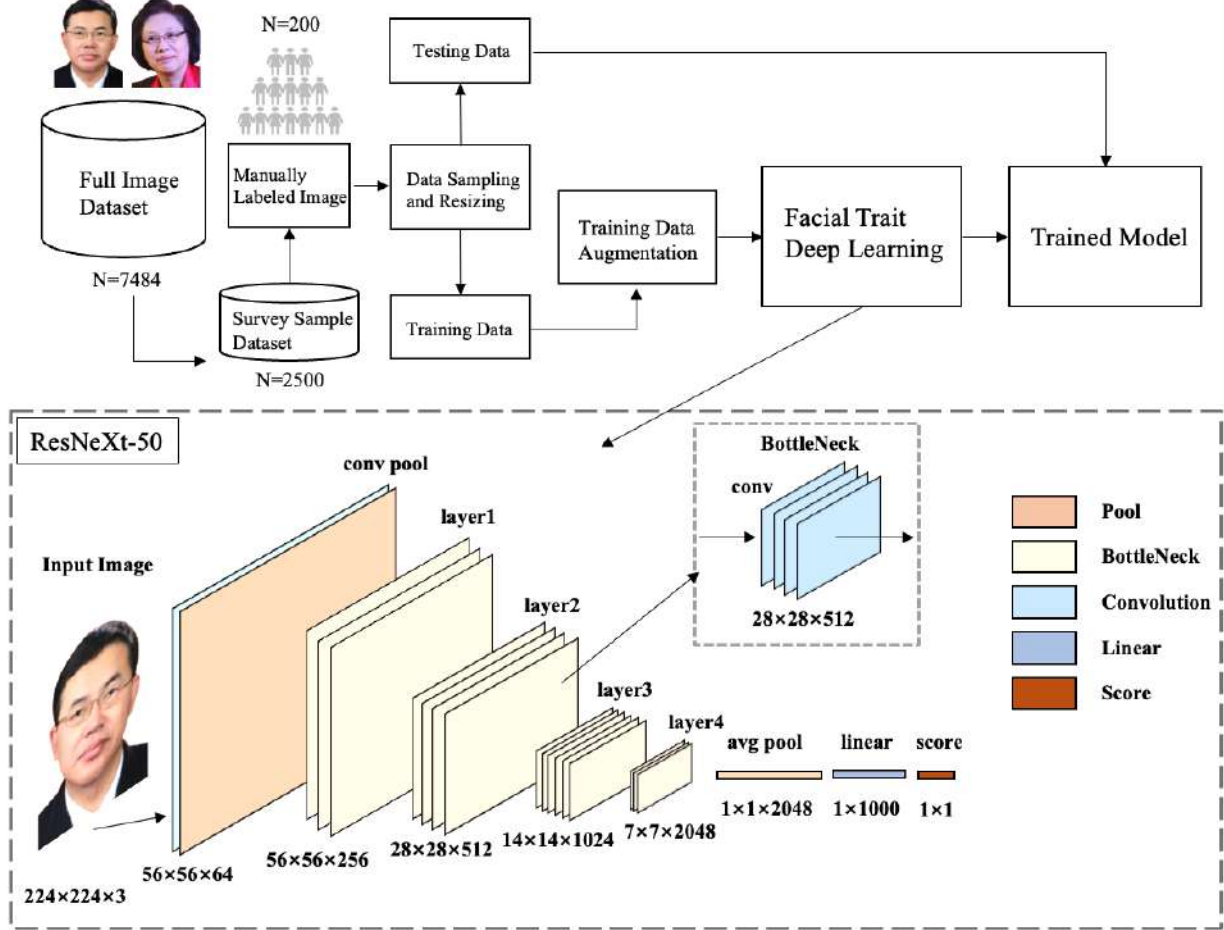 N=200
Testing Data
Full Image
Dataset
N=7484
Manually
Labeled Image
Data Sampling
and Resizing
Training Data
Augmentation
Facial Trait
Deep Learning
Trained Model
Survey Sample
Dataset
N=2500
Training Data
ResNeXt-50
Input Image
conv pool
layer1
layer2
layer3
layer4
BottleNeck
conv
28×28×512
Pool
BottleNeck
Convolution
Linear
Score
avg pool
linear
score
224×224×3
56×56×64
56×56×256
28×28×512
14×14×1024
7×7×2048
1×1×2048
1×1000
1×1